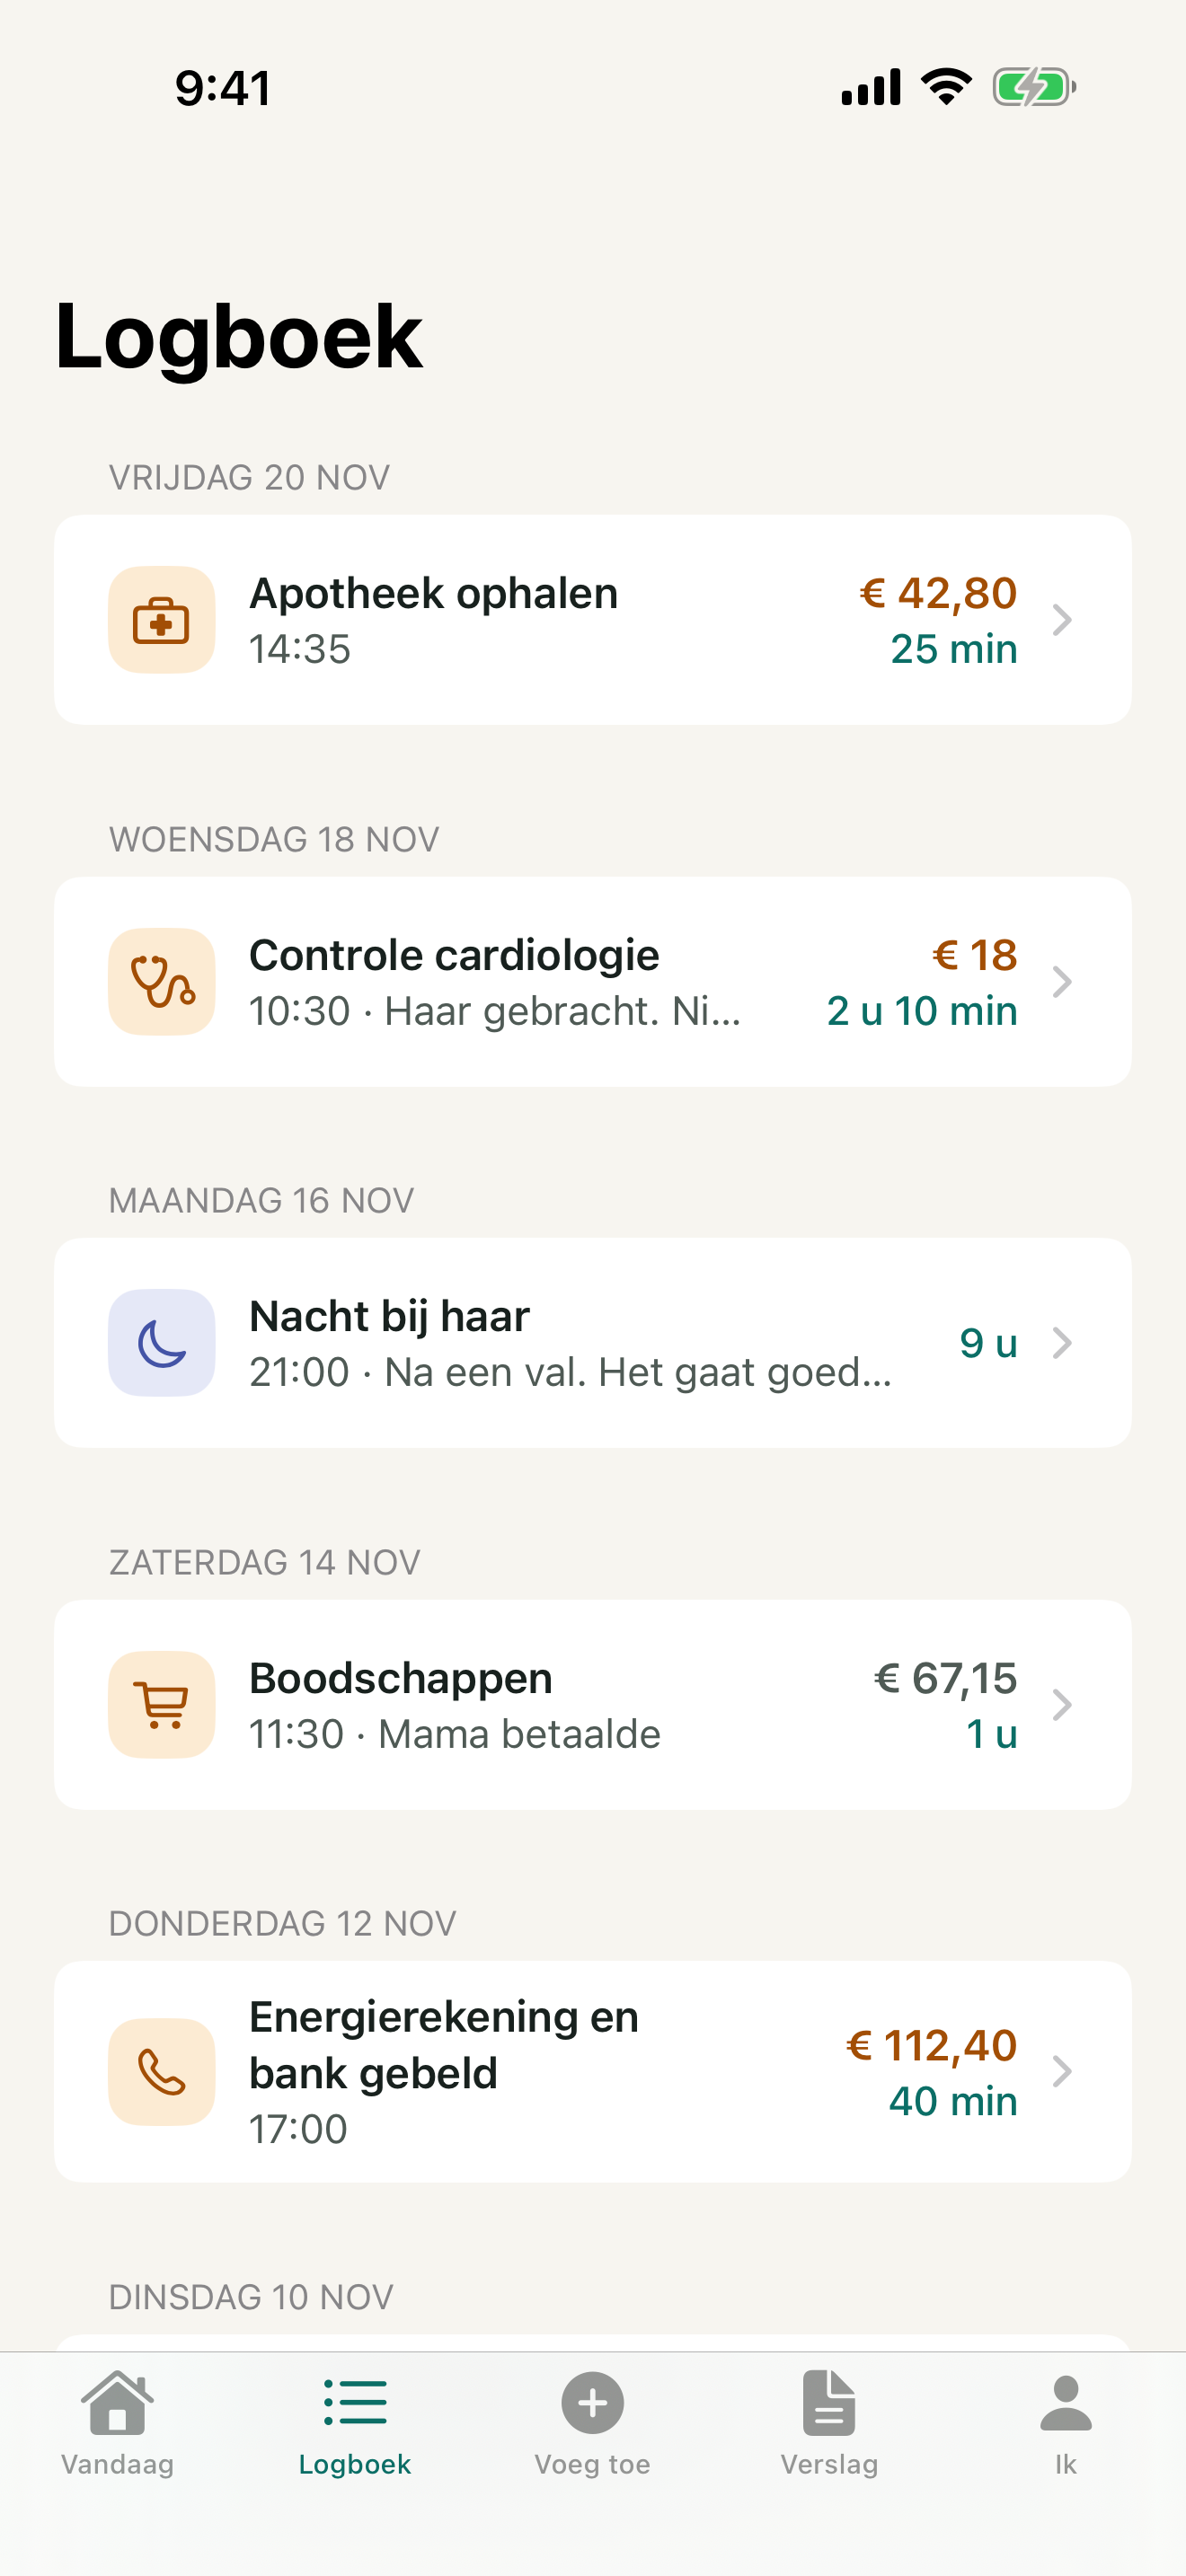 9:41
Logboek
VRIJDAG 20 NOV
Apotheek ophalen
€ 42,80
14:35
25 min
WOENSDAG 18 NOV
Controle cardiologie
€ 18
10:30 · Haar gebracht. Ni...
2 u 10 min
MAANDAG 16 NOV
Nacht bij haar
21:00 · Na een val. Het gaat goed...
9 u
ZATERDAG 14 NOV
Boodschappen
€ 67,15
11:30 · Mama betaalde
1 u
DONDERDAG 12 NOV
Energierekening en
bank gebeld
€ 112,40
17:00
40 min
DINSDAG 10 NOV
Vandaag
Logboek
Voeg toe
Verslag
Ik